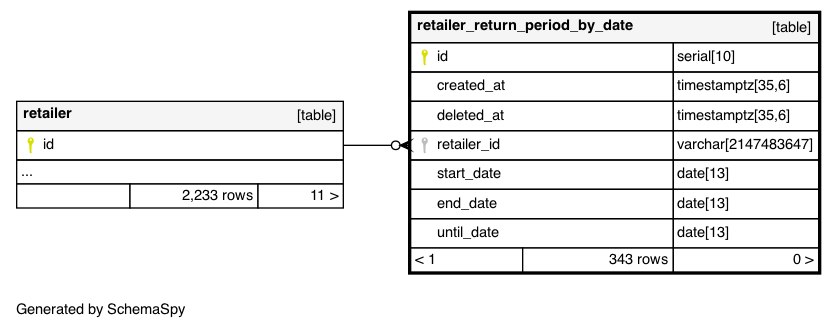 retailer [table]
id
...
2,233 rows 11 >
retailer_return_period_by_date [table]
id serial[10]
created_at timestamptz[35,6]
deleted_at timestamptz[35,6]
retailer_id varchar[2147483647]
start_date date[13]
end_date date[13]
until_date date[13]
< 1 343 rows 0 >
Generated by SchemaSpy